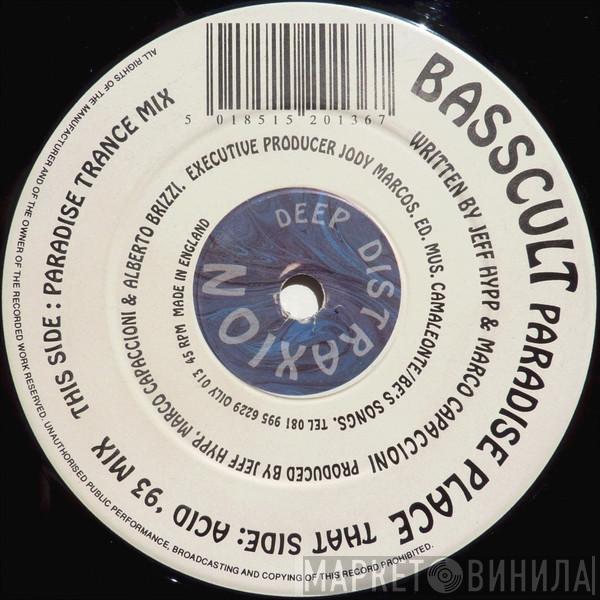 5 018515 201367
BASSCULT PARADISE PLACE THAT SIDE: ACID '93 MIX THIS SIDE : PARADISE TRANCE MIX
WRITTEN BY JEFF HYPP & MARCO CAPACCIONI PRODUCED BY JEFF HYPP, MARCO CAPACCIONI & ALBERTO BRIZZI.
EXECUTIVE PRODUCER JODY MARCOS. ED. MUS. CAMALEONTE/BE'S SONGS. TEL 081 995 6229 OILY 013 45 RPM MADE IN ENGLAND
DEEP DISTRAXION
ALL RIGHTS OF THE MANUFACTURER AND OF THE OWNER OF THE RECORDED WORK RESERVED. UNAUTHORISED PUBLIC PERFORMANCE, BROADCASTING AND COPYING OF THIS RECORD PROHIBITED.
МАРКЕТ ВИНИЛА